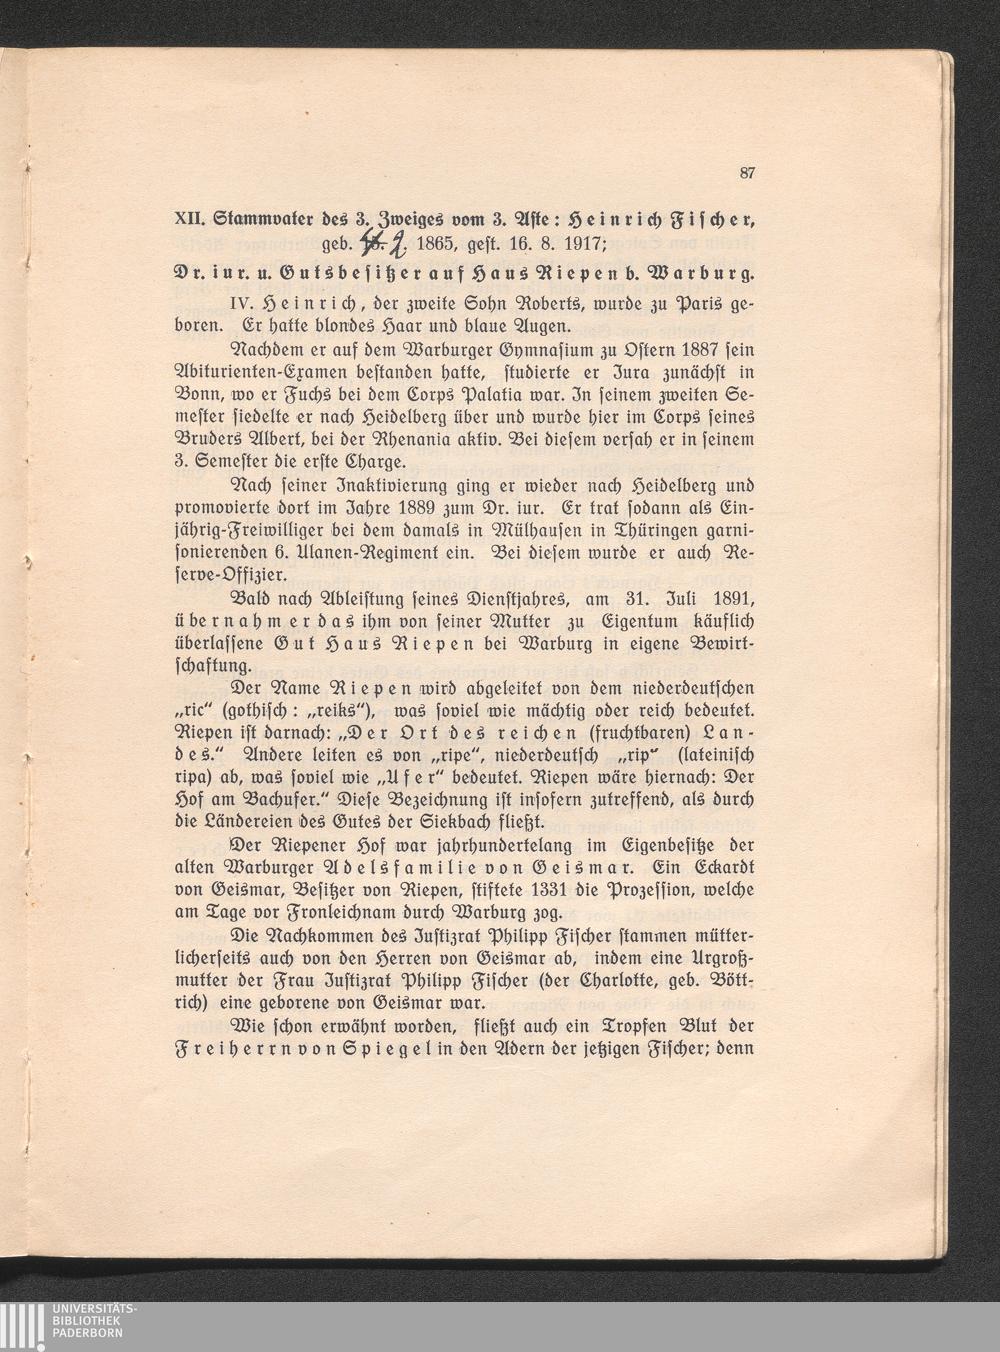 87
XII. Stammvater des 3. Zweiges vom 3. Aste: Heinrich Fischer,
geb. 2. 1865, gest. 16. 8. 1917;
Dr. iur. u. Gutsbesitzer auf Haus Riepen b. Warburg.
IV. Heinrich, der zweite Sohn Roberts, wurde zu Paris ge-
boren. Er hatte blondes Haar und blaue Augen.
Nachdem er auf dem Warburger Gymnasium zu Ostern 1887 sein
Abiturienten-Examen bestanden hatte, studierte er Jura zunächst in
Bonn, wo er Fuchs bei dem Corps Palatia war. In seinem zweiten Se-
mester siedelte er nach Heidelberg über und wurde hier im Corps seines
Bruders Albert, bei der Rhenania aktiv. Bei diesem versah er in seinem
3. Semester die erste Charge.
Nach seiner Inaktivierung ging er wieder nach Heidelberg und
promovierte dort im Jahre 1889 zum Dr. iur. Er trat sodann als Ein-
jährig-Freiwilliger bei dem damals in Mülhausen in Thüringen garni-
sonierenden 6. Ulanen-Regiment ein. Bei diesem wurde er auch Re-
serve-Offizier.
Bald nach Ableistung seines Dienstjahres, am 31. Juli 1891,
übernahm er das ihm von seiner Mutter zu Eigentum käuflich
überlassene Gut Haus Riepen bei Warburg in eigene Bewirt-
schaftung.
Der Name Riepen wird abgeleitet von dem niederdeutschen
„ric“ (gothisch: „reiks“), was soviel wie mächtig oder reich bedeutet.
Riepen ist darnach: „Der Ort des reichen (fruchtbaren) Lan-
des.“ Andere leiten es von „ripe“, niederdeutsch „rip“ (lateinisch
ripa) ab, was soviel wie „Ufer“ bedeutet. Riepen wäre hiernach: Der
Hof am Bachufer.“ Diese Bezeichnung ist insofern zutreffend, als durch
die Ländereien des Gutes der Siekbach fließt.
Der Riepener Hof war jahrhundertelang im Eigenbesitze der
alten Warburger Adelsfamilie von Geismar. Ein Eckardt
von Geismar, Besitzer von Riepen, stiftete 1331 die Prozession, welche
am Tage vor Fronleichnam durch Warburg zog.
Die Nachkommen des Justizrat Philipp Fischer stammen mütter-
licherseits auch von den Herren von Geismar ab, indem eine Urgroß-
mutter der Frau Justizrat Philipp Fischer (der Charlotte, geb. Bött-
rich) eine geborene von Geismar war.
Wie schon erwähnt worden, fließt auch ein Tropfen Blut der
Freiherrn von Spiegel in den Adern der jetzigen Fischer; denn
UNIVERSITÄTS-
BIBLIOTHEK
PADERBORN